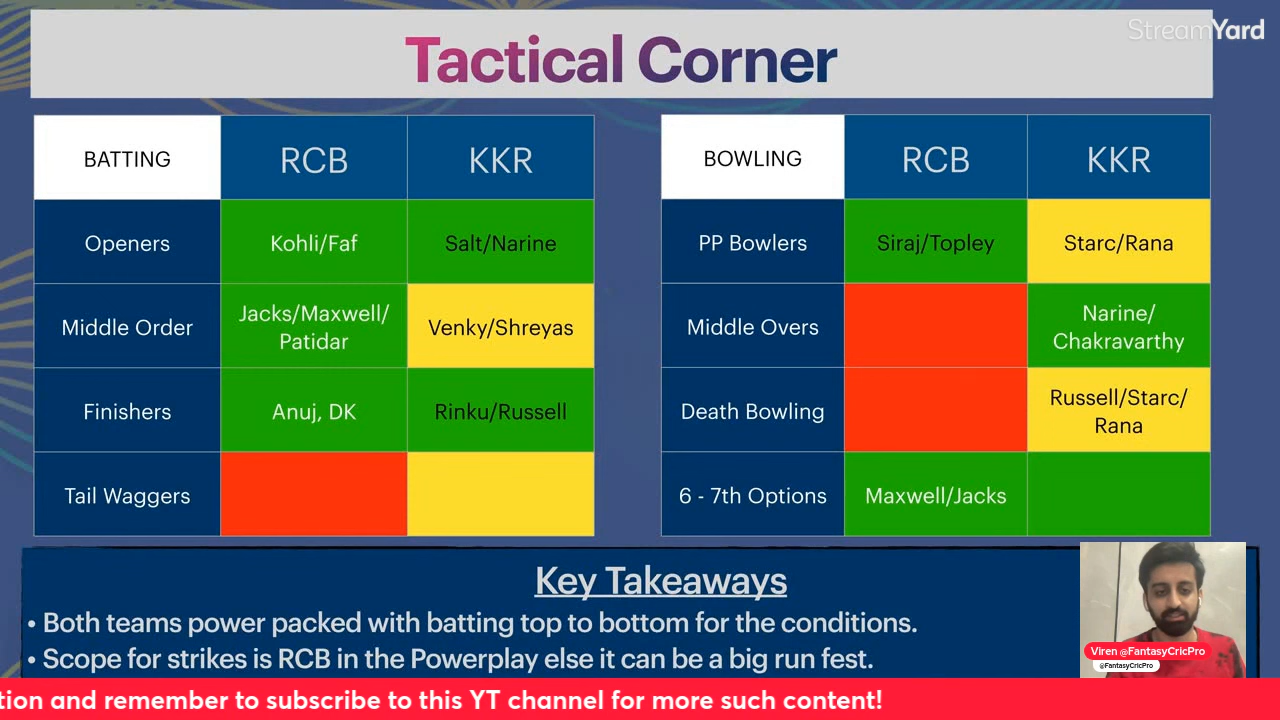 StreamYard
Tactical Corner
BATTING RCB KKR
Openers Kohli/Faf Salt/Narine
Middle Order Jacks/Maxwell/
Patidar Venky/Shreyas
Finishers Anuj, DK Rinku/Russell
Tail Waggers
BOWLING RCB KKR
PP Bowlers Siraj/Topley Starc/Rana
Middle Overs Narine/
Chakravarthy
Death Bowling Russell/Starc/
Rana
6 - 7th Options Maxwell/Jacks
Key Takeaways
• Both teams power packed with batting top to bottom for the conditions.
• Scope for strikes is RCB in the Powerplay else it can be a big run fest.
Viren @FantasyCricPro
@FantasyCricPro
tion and remember to subscribe to this YT channel for more such content!